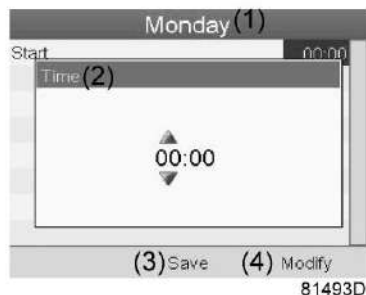 Monday (1)
Start 00:00
Time (2)
00:00
(3) Save (4) Modify
81493D